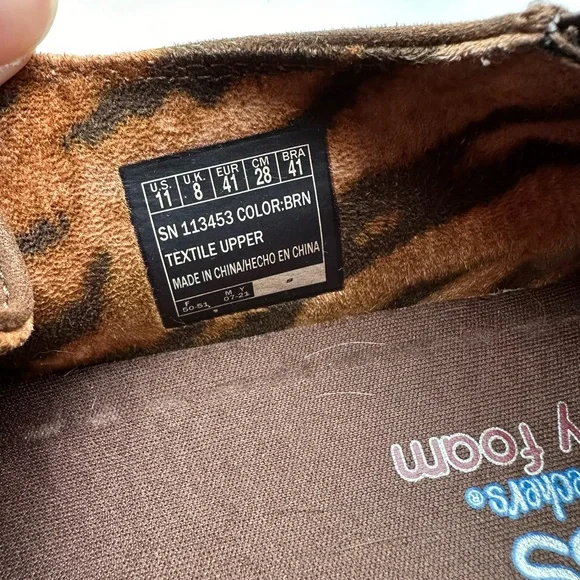 U.S. U.K. EUR CM BRA
11 8 41 28 41
SN 113453 COLOR:BRN
TEXTILE UPPER
MADE IN CHINA/HECHO EN CHINA
F M Y
50.51 07-21
y foam
echers®